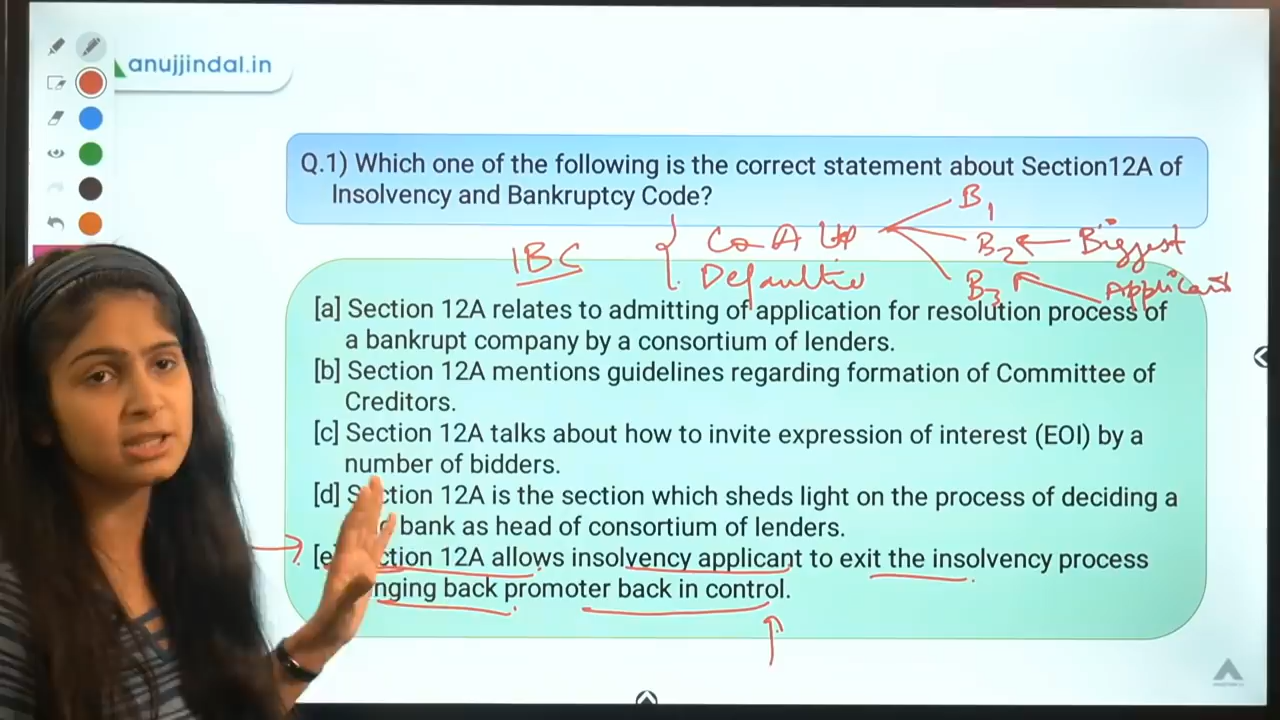 anujjindal.in
Q.1) Which one of the following is the correct statement about Section12A of
Insolvency and Bankruptcy Code?
IBC
Co A Ltd
Defaulter
B1
B2
Biggest
B3
Applicant
[a] Section 12A relates to admitting of application for resolution process of
a bankrupt company by a consortium of lenders.
[b] Section 12A mentions guidelines regarding formation of Committee of
Creditors.
[c] Section 12A talks about how to invite expression of interest (EOI) by a
number of bidders.
[d] Section 12A is the section which sheds light on the process of deciding a
bank as head of consortium of lenders.
[e ction 12A allows insolvency applicant to exit the insolvency process
nging back promoter back in control.